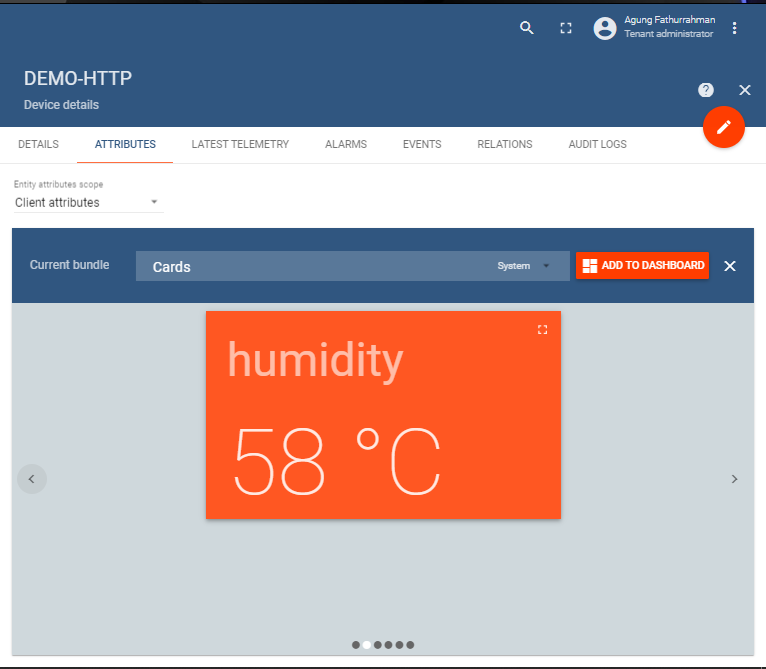 Agung Fathurrahman
Tenant administrator
DEMO-HTTP
Device details
?
DETAILS ATTRIBUTES LATEST TELEMETRY ALARMS EVENTS RELATIONS AUDIT LOGS
Entity attributes scope
Client attributes
Current bundle Cards System ADD TO DASHBOARD
humidity
58 °C